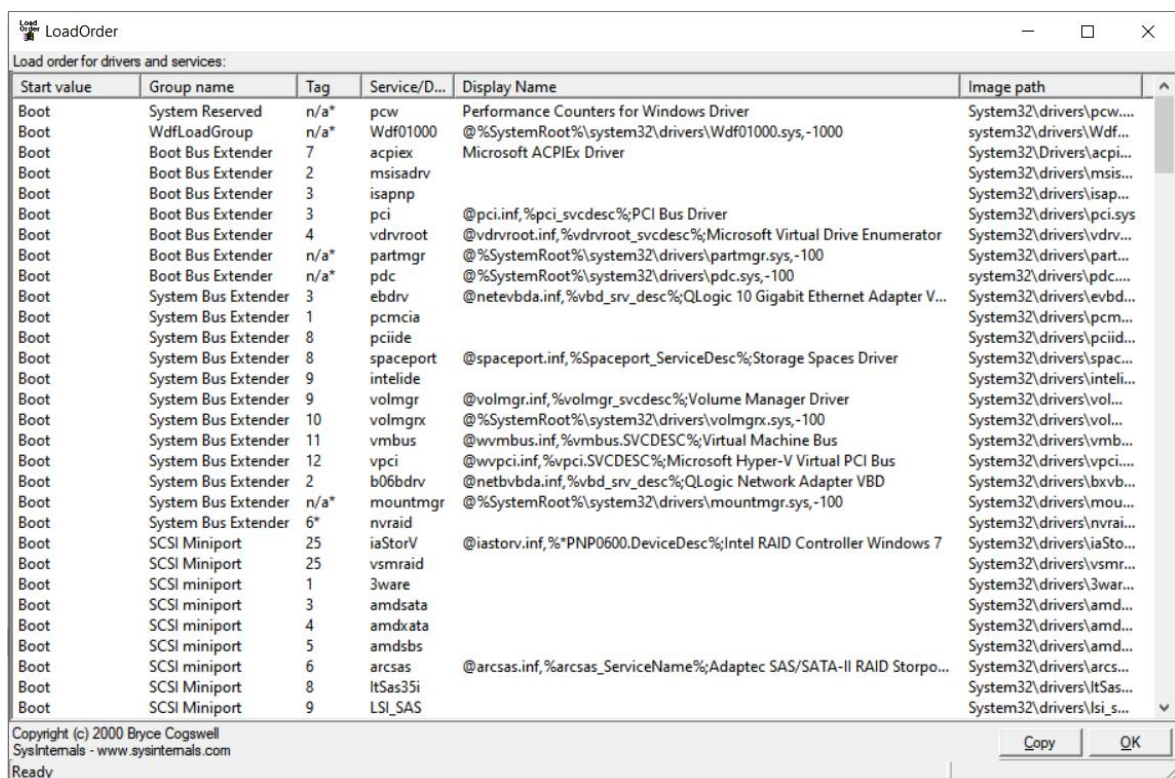 Load Order LoadOrder
Load order for drivers and services:
Start value Group name Tag Service/D... Display Name Image path
Boot System Reserved n/a* pcw Performance Counters for Windows Driver System32\drivers\pcw....
Boot WdfLoadGroup n/a* Wdf01000 @%SystemRoot%\system32\drivers\Wdf01000.sys,-1000 system32\drivers\Wdf...
Boot Boot Bus Extender 7 acpiex Microsoft ACPIEx Driver System32\Drivers\acpi...
Boot Boot Bus Extender 2 msisadrv System32\drivers\msis...
Boot Boot Bus Extender 3 isapnp System32\drivers\isap...
Boot Boot Bus Extender 3 pci @pci.inf,%pci_svcdesc%;PCI Bus Driver System32\drivers\pci.sys
Boot Boot Bus Extender 4 vdrvroot @vdrvroot.inf,%vdrvroot_svcdesc%;Microsoft Virtual Drive Enumerator System32\drivers\vdrv...
Boot Boot Bus Extender n/a* partmgr @%SystemRoot%\system32\drivers\partmgr.sys,-100 System32\drivers\part...
Boot Boot Bus Extender n/a* pdc @%SystemRoot%\system32\drivers\pdc.sys,-100 system32\drivers\pdc....
Boot System Bus Extender 3 ebdrv @netevbda.inf,%vbd_srv_desc%;QLogic 10 Gigabit Ethernet Adapter V... System32\drivers\evbd...
Boot System Bus Extender 1 pcmcia System32\drivers\pcm...
Boot System Bus Extender 8 pciide System32\drivers\pciid...
Boot System Bus Extender 8 spaceport @spaceport.inf,%Spaceport_ServiceDesc%;Storage Spaces Driver System32\drivers\spac...
Boot System Bus Extender 9 intelide System32\drivers\inteli...
Boot System Bus Extender 9 volmgr @volmgr.inf,%volmgr_svcdesc%;Volume Manager Driver System32\drivers\vol...
Boot System Bus Extender 10 volmgrx @%SystemRoot%\system32\drivers\volmgrx.sys,-100 System32\drivers\vol...
Boot System Bus Extender 11 vmbus @wvmbus.inf,%vmbus.SVCDESC%;Virtual Machine Bus System32\drivers\vmb...
Boot System Bus Extender 12 vpci @wvpci.inf,%vpci.SVCDESC%;Microsoft Hyper-V Virtual PCI Bus System32\drivers\vpci....
Boot System Bus Extender 2 b06bdrv @netbvbda.inf,%vbd_srv_desc%;QLogic Network Adapter VBD System32\drivers\bxvb...
Boot System Bus Extender n/a* mountmgr @%SystemRoot%\system32\drivers\mountmgr.sys,-100 System32\drivers\mou...
Boot System Bus Extender 6* nvraid System32\drivers\nvrai...
Boot SCSI Miniport 25 iaStorV @iastorv.inf,%*PNP0600.DeviceDesc%;Intel RAID Controller Windows 7 System32\drivers\iaSto...
Boot SCSI Miniport 25 vsmraid System32\drivers\vsmr...
Boot SCSI miniport 1 3ware System32\drivers\3war...
Boot SCSI miniport 3 amdsata System32\drivers\amd...
Boot SCSI miniport 4 amdxata System32\drivers\amd...
Boot SCSI miniport 5 amdsbs System32\drivers\amd...
Boot SCSI miniport 6 arcsas @arcsas.inf,%arcsas_ServiceName%;Adaptec SAS/SATA-II RAID Storpo... System32\drivers\arcs...
Boot SCSI Miniport 8 ItSas35i System32\drivers\ItSas...
Boot SCSI Miniport 9 LSI_SAS System32\drivers\lsi_s...
Copyright (c) 2000 Bryce Cogswell
SysInternals - www.sysinternals.com
Copy OK
Ready